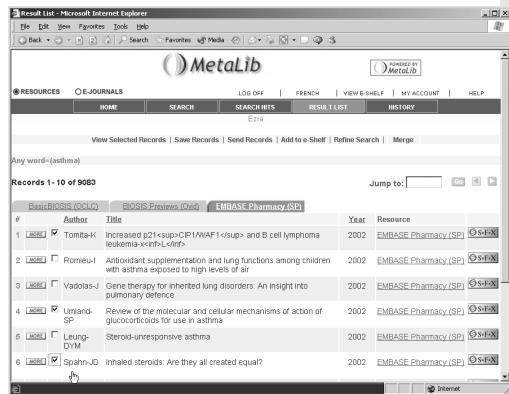 Result List - Microsoft Internet Explorer
File Edit View Favorites Tools Help
Back Search Favorites Media
MetaLib
POWERED BY MetaLib
RESOURCES E-JOURNALS LOG OFF | FRENCH | VIEW E-SHELF | MY ACCOUNT | HELP
HOME SEARCH SEARCH HITS RESULT LIST HISTORY
Ezra
View Selected Records | Save Records | Send Records | Add to e-Shelf | Refine Search | Merge
Any word=(asthma)
Records 1- 10 of 9083 Jump to: Go
BasicBIOSIS (OCLC) BIOSIS Previews (Ovid) EMBASE Pharmacy (SP)
# Author Title Year Resource
1 MORE Tomita-K Increased p21<sup>CIP1/WAF1</sup> and B cell lymphoma 2002 EMBASE Pharmacy (SP) S·F·X
leukemia-x<inf>L</inf>
2 MORE Romieu-I Antioxidant supplementation and lung functions among children 2002 EMBASE Pharmacy (SP) S·F·X
with asthma exposed to high levels of air
3 MORE Vadolas-J Gene therapy for inherited lung disorders: An insight into 2002 EMBASE Pharmacy (SP) S·F·X
pulmonary defence
4 MORE Umland- Review of the molecular and cellular mechanisms of action of 2002 EMBASE Pharmacy (SP) S·F·X
SP glucocorticoids for use in asthma
5 MORE Leung- Steroid-unresponsive asthma 2002 EMBASE Pharmacy (SP) S·F·X
DYM
6 MORE Spahn-JD Inhaled steroids: Are they all created equal? 2002 EMBASE Pharmacy (SP) S·F·X
Internet